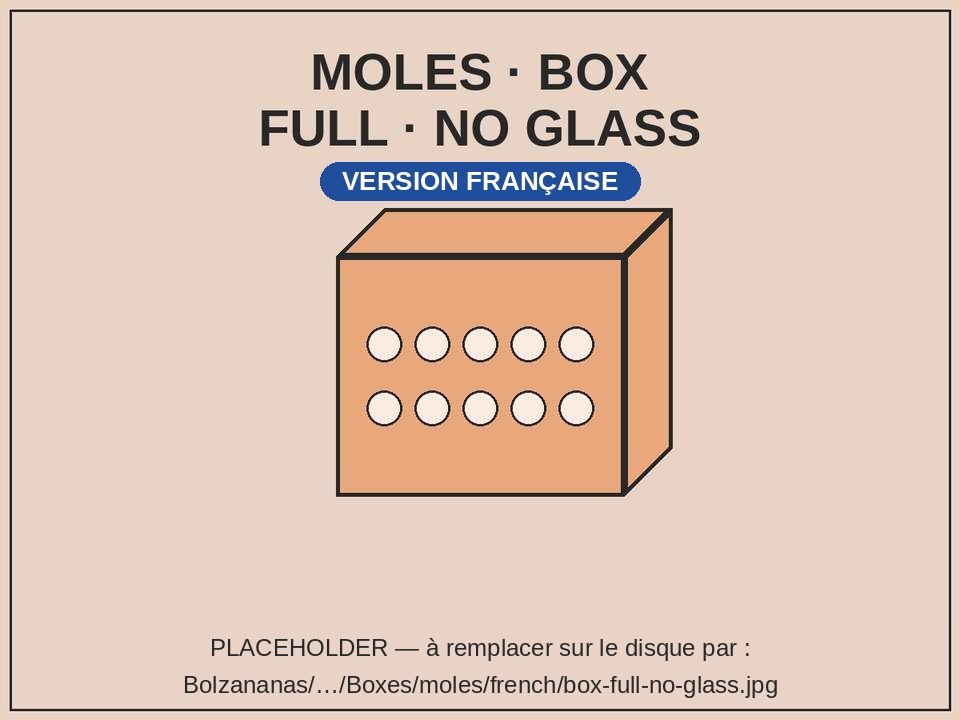 MOLES · BOX
FULL · NO GLASS
VERSION FRANÇAISE
PLACEHOLDER — à remplacer sur le disque par :
Bolzananas/…/Boxes/moles/french/box-full-no-glass.jpg